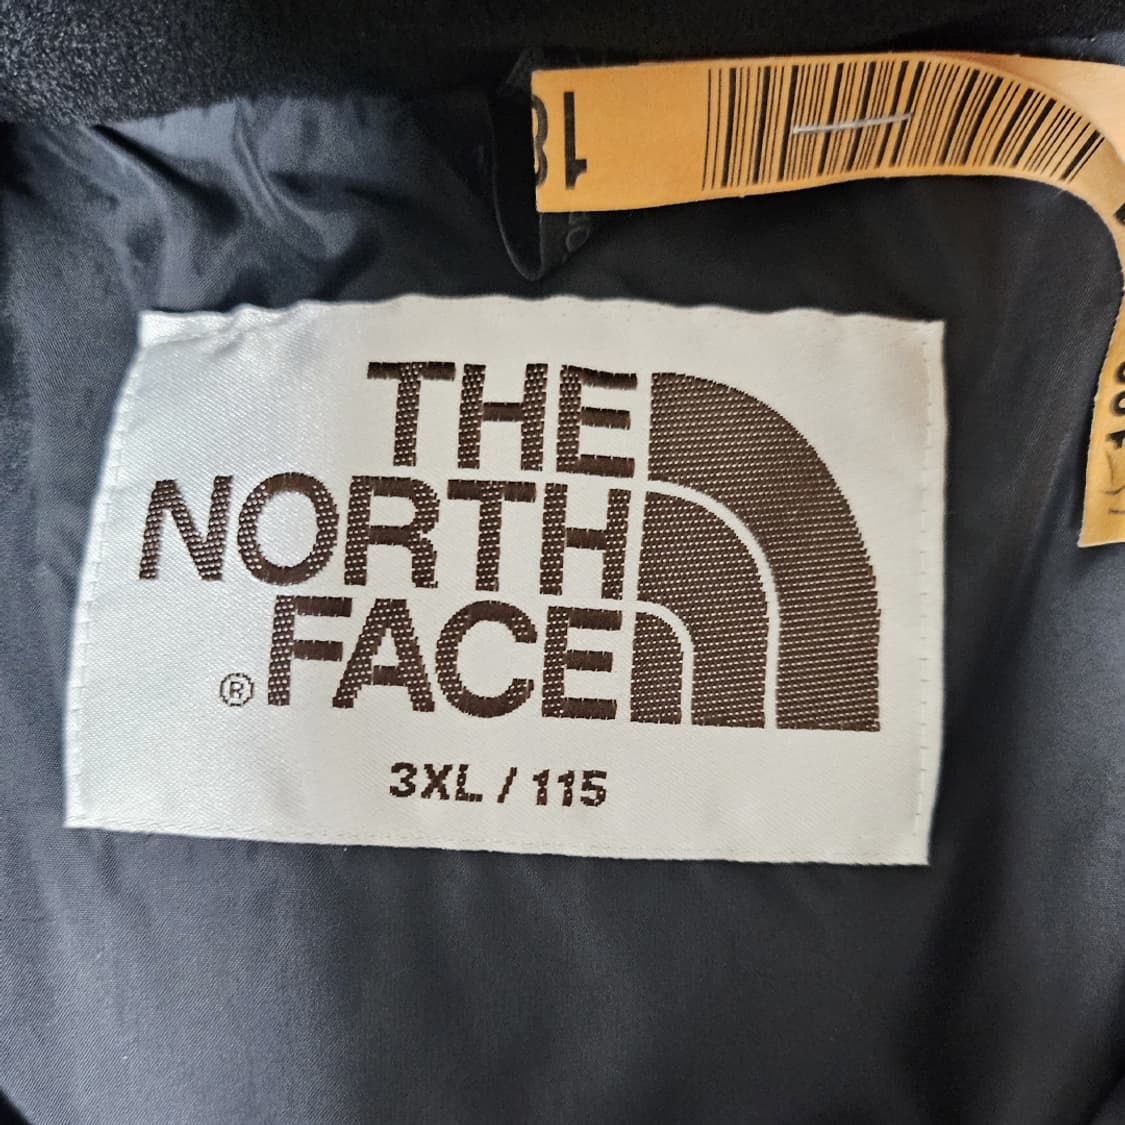 THE
NORTH
FACE
®
3XL / 115